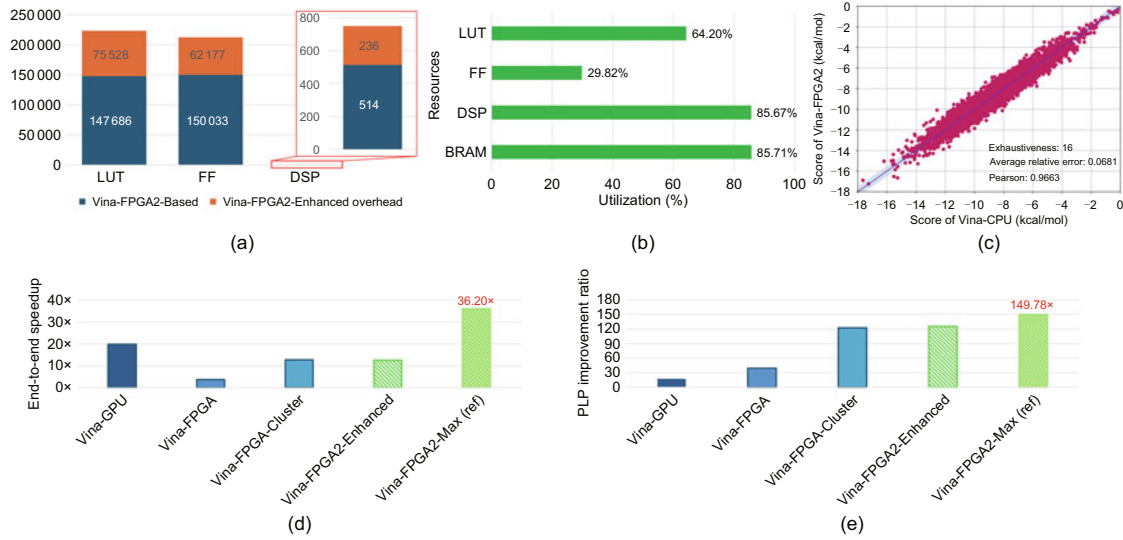 250 000
200 000
150 000
100 000
50 000
0
75 528
62 177
147 686
150 033
LUT
FF
DSP
800
600
400
200
0
236
514
Vina-FPGA2-Based
Vina-FPGA2-Enhanced overhead
(a)
Resources
LUT
FF
DSP
BRAM
64.20%
29.82%
85.67%
85.71%
0 20 40 60 80 100
Utilization (%)
(b)
Score of Vina-FPGA2 (kcal/mol)
0
−2
−4
−6
−8
−10
−12
−14
−16
−18
Exhaustiveness: 16
Average relative error: 0.0681
Pearson: 0.9663
−18 −16 −14 −12 −10 −8 −6 −4 −2 0
Score of Vina-CPU (kcal/mol)
(c)
End-to-end speedup
40×
30×
20×
10×
0×
36.20×
Vina-GPU
Vina-FPGA
Vina-FPGA-Cluster
Vina-FPGA2-Enhanced
Vina-FPGA2-Max (ref)
(d)
PLP improvement ratio
180
150
120
90
60
30
0
149.78×
Vina-GPU
Vina-FPGA
Vina-FPGA-Cluster
Vina-FPGA2-Enhanced
Vina-FPGA2-Max (ref)
(e)